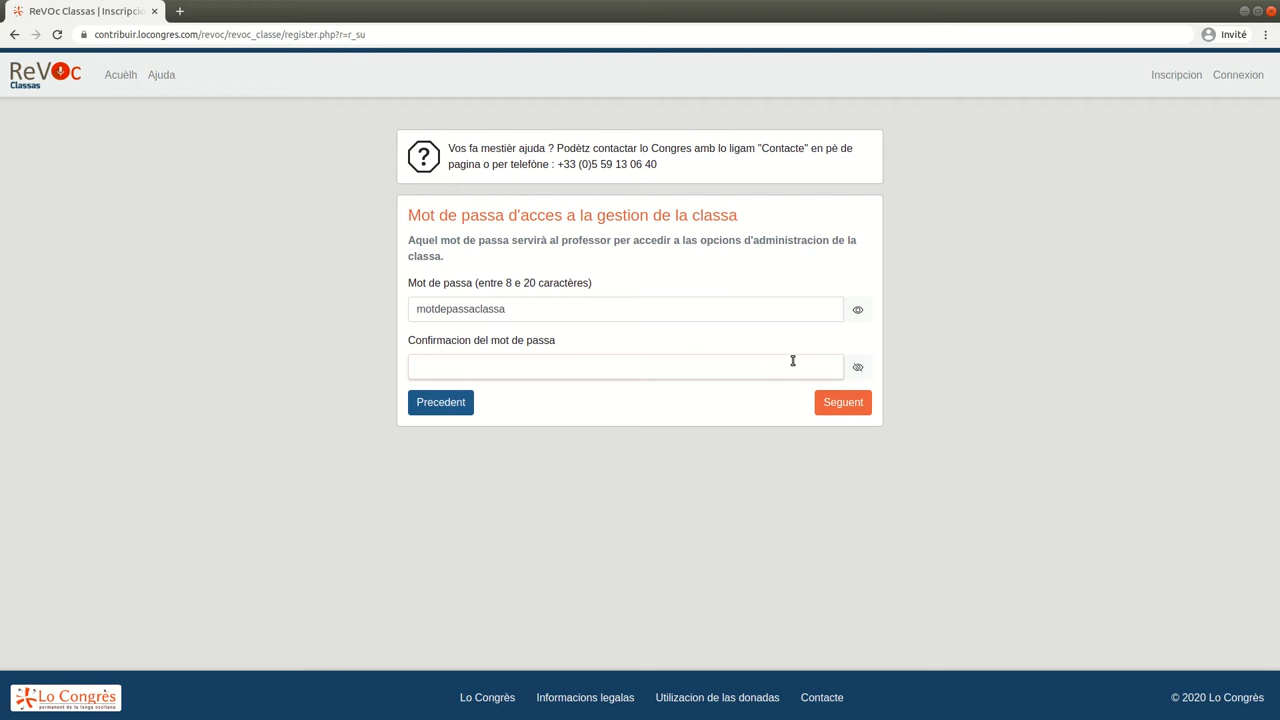 ReVOc Classas | Inscripcio
contribuir.locongres.com/revoc/revoc_classe/register.php?r=r_su
Invité
ReVOc
Classas
Acuèlh
Ajuda
Inscripcion
Connexion
?
Vos fa mestièr ajuda ? Podètz contactar lo Congres amb lo ligam "Contacte" en pè de
pagina o per telefòne : +33 (0)5 59 13 06 40
Mot de passa d'acces a la gestion de la classa
Aquel mot de passa servirà al professor per accedir a las opcions d'administracion de la
classa.
Mot de passa (entre 8 e 20 caractères)
motdepassaclassa
Confirmacion del mot de passa
Precedent
Seguent
Lo Congrès
permanent de la lenga occitana
Lo Congrès
Informacions legalas
Utilizacion de las donadas
Contacte
© 2020 Lo Congrès